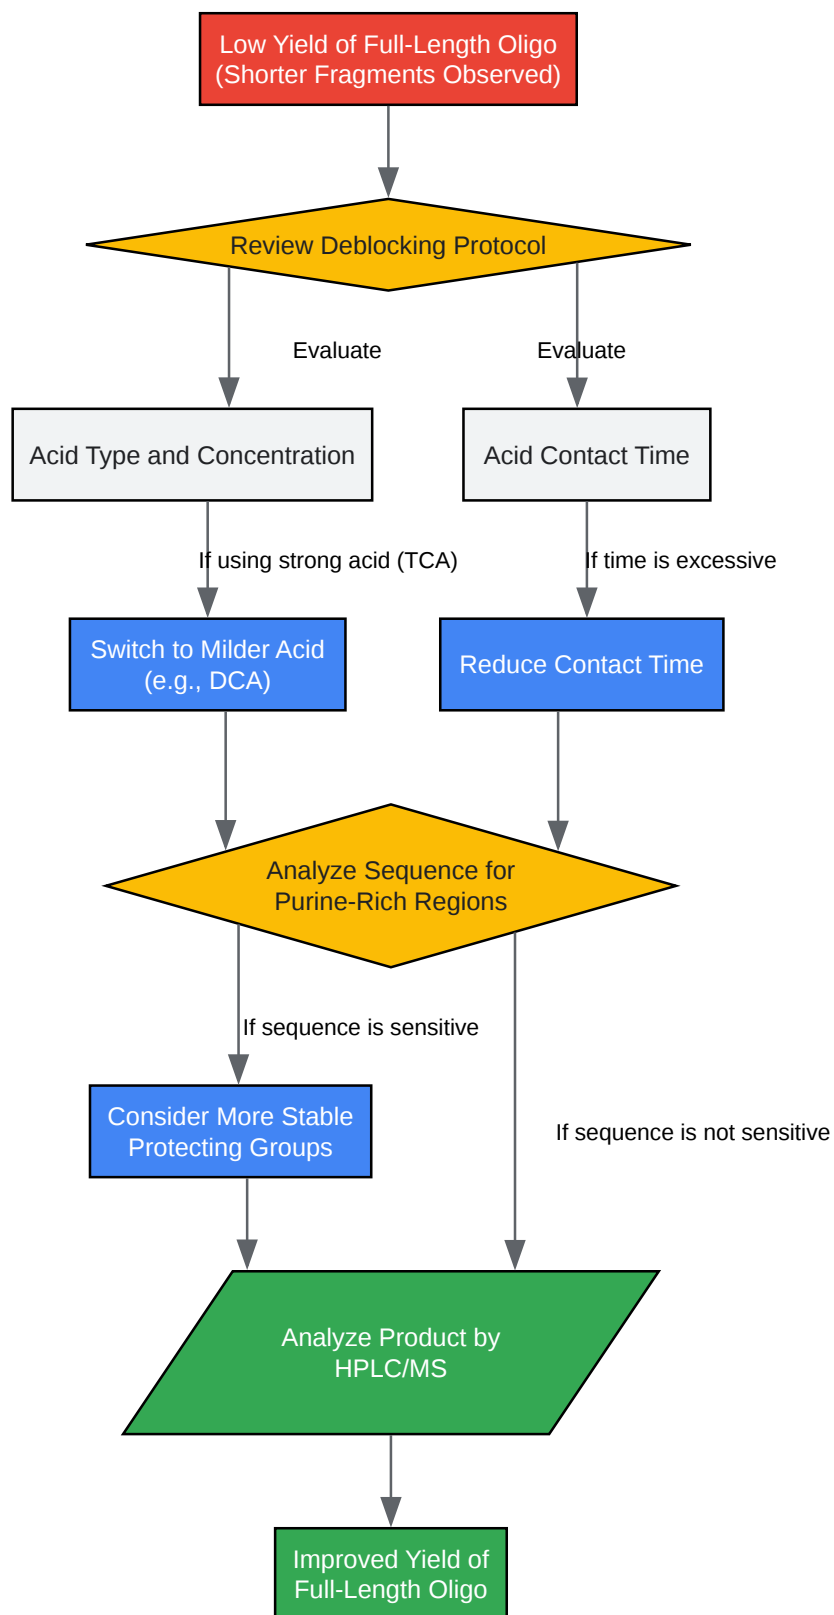 Low Yield of Full-Length Oligo
(Shorter Fragments Observed)
Review Deblocking Protocol
Evaluate
Evaluate
Acid Type and Concentration
Acid Contact Time
If using strong acid (TCA)
If time is excessive
Switch to Milder Acid
(e.g., DCA)
Reduce Contact Time
Analyze Sequence for
Purine-Rich Regions
If sequence is sensitive
Consider More Stable
Protecting Groups
If sequence is not sensitive
Analyze Product by
HPLC/MS
Improved Yield of
Full-Length Oligo